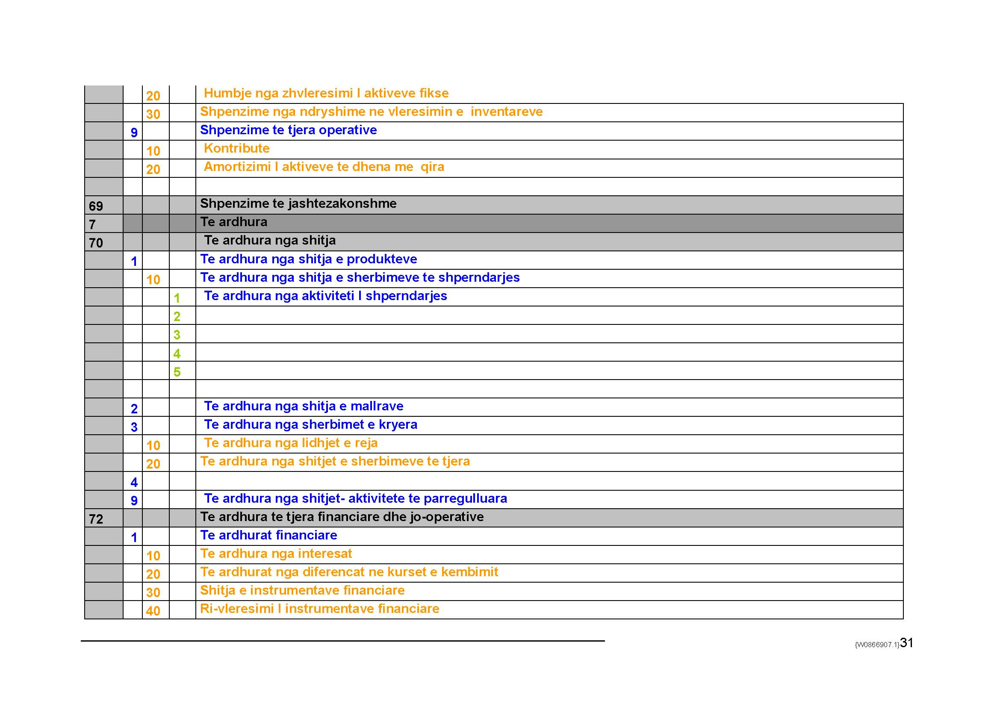 20 Humbje nga zhvleresimi I aktiveve fikse
30 Shpenzime nga ndryshime ne vleresimin e inventareve
9 Shpenzime te tjera operative
10 Kontribute
20 Amortizimi I aktiveve te dhena me qira
69 Shpenzime te jashtezakonshme
7 Te ardhura
70 Te ardhura nga shitja
1 Te ardhura nga shitja e produkteve
10 Te ardhura nga shitja e sherbimeve te shperndarjes
1 Te ardhura nga aktiviteti I shperndarjes
2
3
4
5
2 Te ardhura nga shitja e mallrave
3 Te ardhura nga sherbimet e kryera
10 Te ardhura nga lidhjet e reja
20 Te ardhura nga shitjet e sherbimeve te tjera
4
9 Te ardhura nga shitjet- aktivitete te parregulluara
72 Te ardhura te tjera financiare dhe jo-operative
1 Te ardhurat financiare
10 Te ardhura nga interesat
20 Te ardhurat nga diferencat ne kurset e kembimit
30 Shitja e instrumentave financiare
40 Ri-vleresimi I instrumentave financiare
{W0866907.1}31